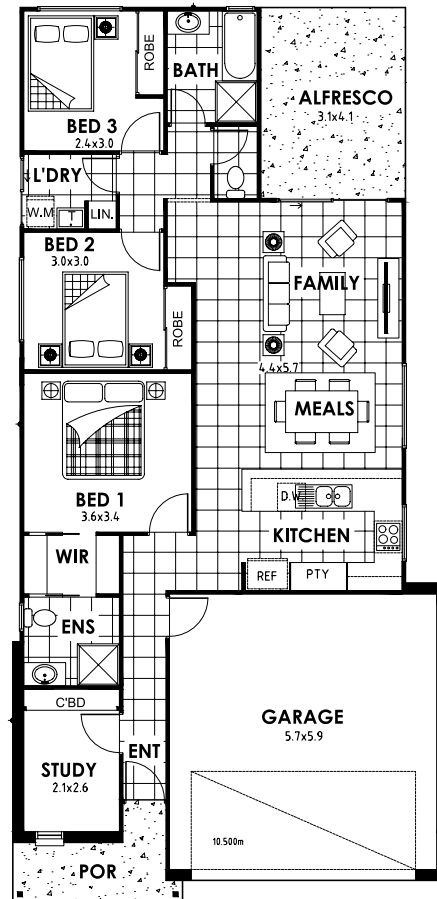 ROBE
BATH
BED 3
2.4x3.0
ALFRESCO
3.1x4.1
L'DRY
W.M
T
LIN.
BED 2
3.0x3.0
ROBE
FAMILY
4.4x5.7
MEALS
BED 1
3.6x3.4
D.W
KITCHEN
WIR
REF
PTY
ENS
C'BD
GARAGE
5.7x5.9
ENT
STUDY
2.1x2.6
10.500m
POR